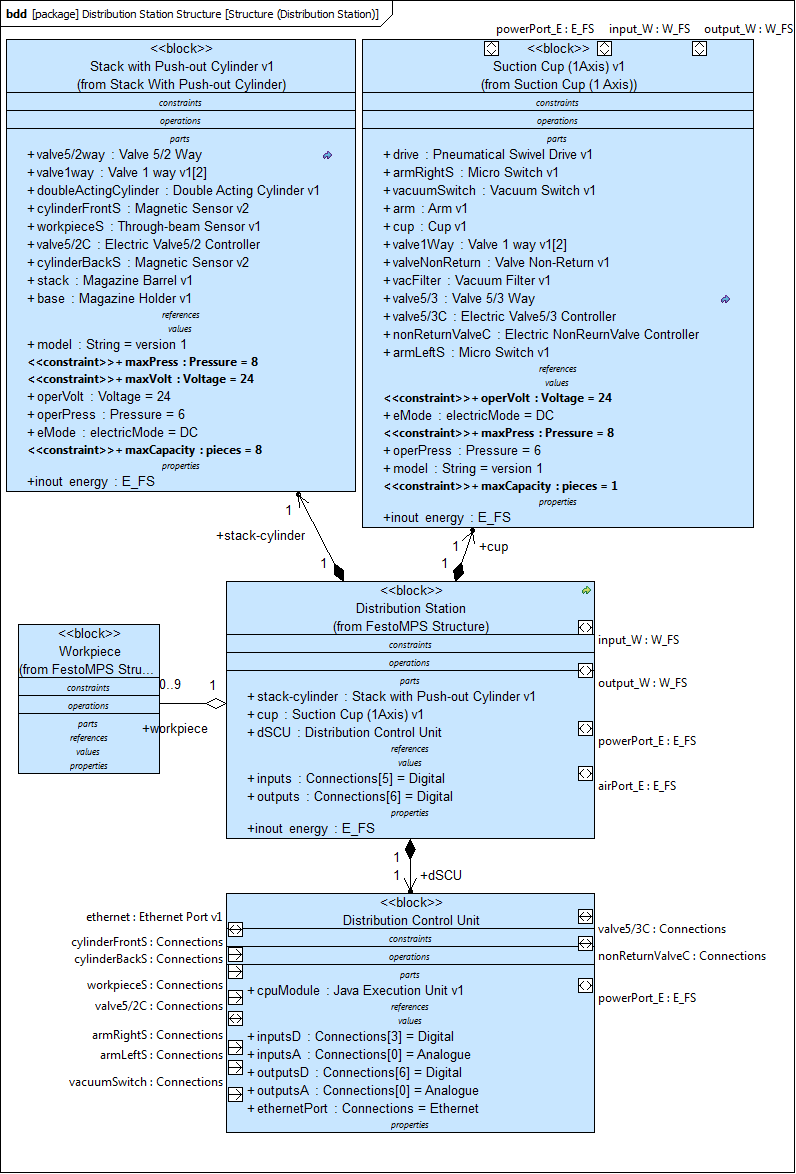 bdd [package] Distribution Station Structure [Structure (Distribution Station)]
powerPort_E : E_FS input_W : W_FS output_W : W_FS
<<block>>
Stack with Push-out Cylinder v1
(from Stack With Push-out Cylinder)
constraints
operations
parts
+ valve5/2way : Valve 5/2 Way
+ valve1way : Valve 1 way v1[2]
+ doubleActingCylinder : Double Acting Cylinder v1
+ cylinderFrontS : Magnetic Sensor v2
+ workpieceS : Through-beam Sensor v1
+ valve5/2C : Electric Valve5/2 Controller
+ cylinderBackS : Magnetic Sensor v2
+ stack : Magazine Barrel v1
+ base : Magazine Holder v1
references
values
+ model : String = version 1
<<constraint>>+ maxPress : Pressure = 8
<<constraint>>+ maxVolt : Voltage = 24
+ operVolt : Voltage = 24
+ operPress : Pressure = 6
+ eMode : electricMode = DC
<<constraint>>+ maxCapacity : pieces = 8
properties
+inout energy : E_FS
<<block>>
Suction Cup (1Axis) v1
(from Suction Cup (1 Axis))
constraints
operations
parts
+ drive : Pneumatical Swivel Drive v1
+ armRightS : Micro Switch v1
+ vacuumSwitch : Vacuum Switch v1
+ arm : Arm v1
+ cup : Cup v1
+ valve1Way : Valve 1 way v1[2]
+ valveNonReturn : Valve Non-Return v1
+ vacFilter : Vacuum Filter v1
+ valve5/3 : Valve 5/3 Way
+ valve5/3C : Electric Valve5/3 Controller
+ nonReturnValveC : Electric NonReurnValve Controller
+ armLeftS : Micro Switch v1
references
values
<<constraint>>+ operVolt : Voltage = 24
+ eMode : electricMode = DC
<<constraint>>+ maxPress : Pressure = 8
+ operPress : Pressure = 6
+ model : String = version 1
<<constraint>>+ maxCapacity : pieces = 1
properties
+inout energy : E_FS
1
+stack-cylinder
1
1
+cup
1
<<block>>
Workpiece
(from FestoMPS Stru...
constraints
operations
parts
references
values
properties
0..9
1
+workpiece
<<block>>
Distribution Station
(from FestoMPS Structure)
constraints
operations
parts
+ stack-cylinder : Stack with Push-out Cylinder v1
+ cup : Suction Cup (1Axis) v1
+ dSCU : Distribution Control Unit
references
values
+ inputs : Connections[5] = Digital
+ outputs : Connections[6] = Digital
properties
+inout energy : E_FS
input_W : W_FS
output_W : W_FS
powerPort_E : E_FS
airPort_E : E_FS
1
1
+dSCU
ethernet : Ethernet Port v1
cylinderFrontS : Connections
cylinderBackS : Connections
workpieceS : Connections
valve5/2C : Connections
armRightS : Connections
armLeftS : Connections
vacuumSwitch : Connections
<<block>>
Distribution Control Unit
constraints
operations
parts
+ cpuModule : Java Execution Unit v1
references
values
+ inputsD : Connections[3] = Digital
+ inputsA : Connections[0] = Analogue
+ outputsD : Connections[6] = Digital
+ outputsA : Connections[0] = Analogue
+ ethernetPort : Connections = Ethernet
properties
valve5/3C : Connections
nonReturnValveC : Connections
powerPort_E : E_FS